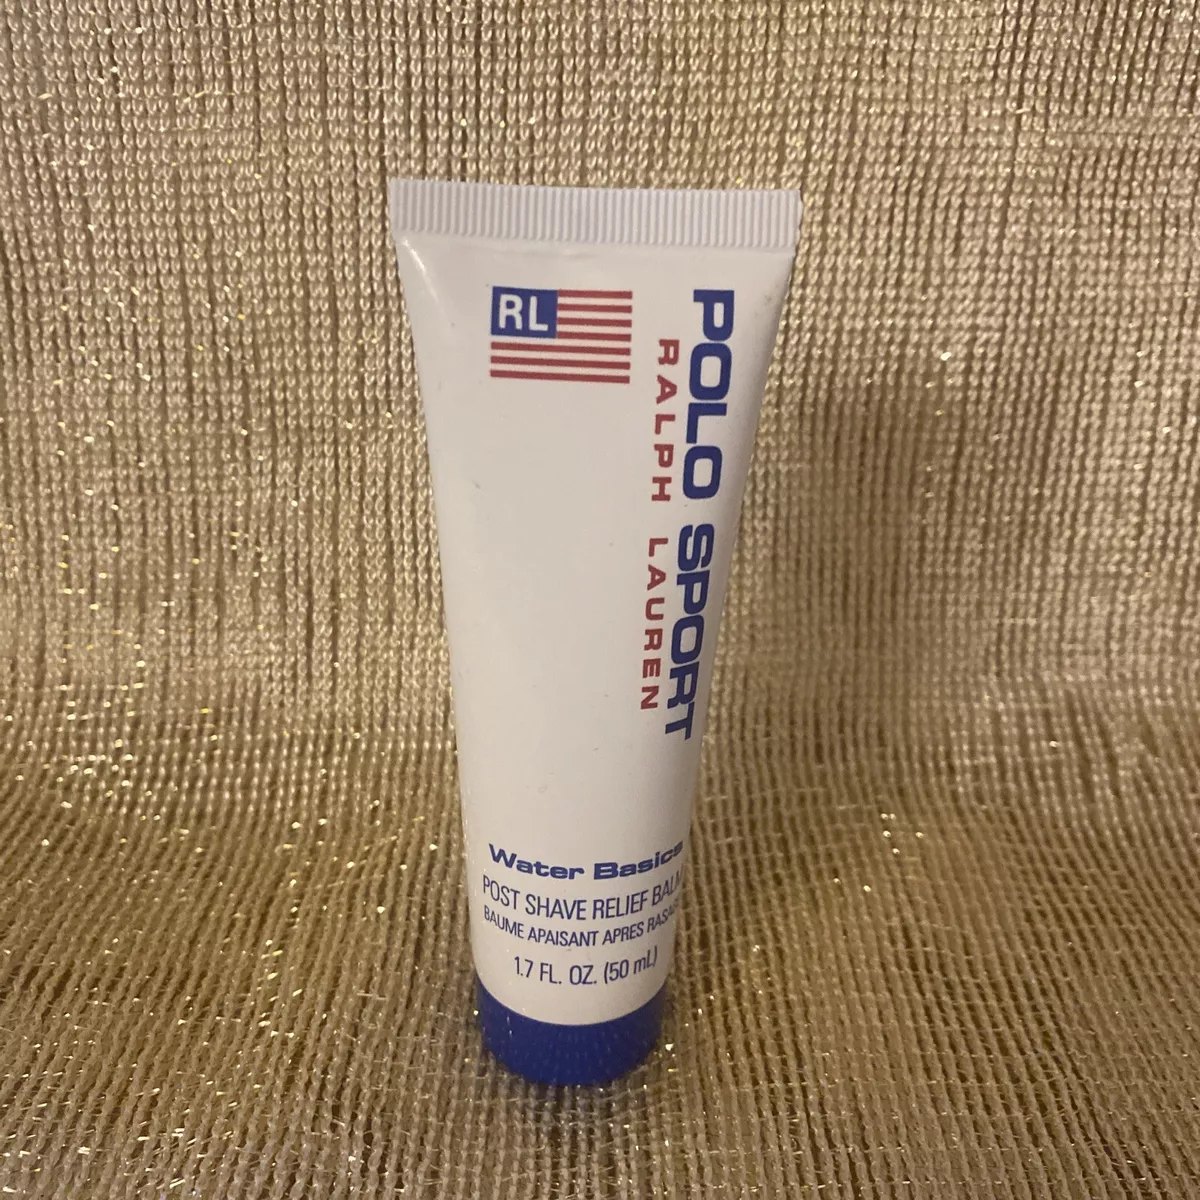 RL
POLO SPORT
RALPH LAUREN
Water Basics
POST SHAVE RELIEF BALM
BAUME APAISANT APRES
1.7 FL. OZ. (50 mL)